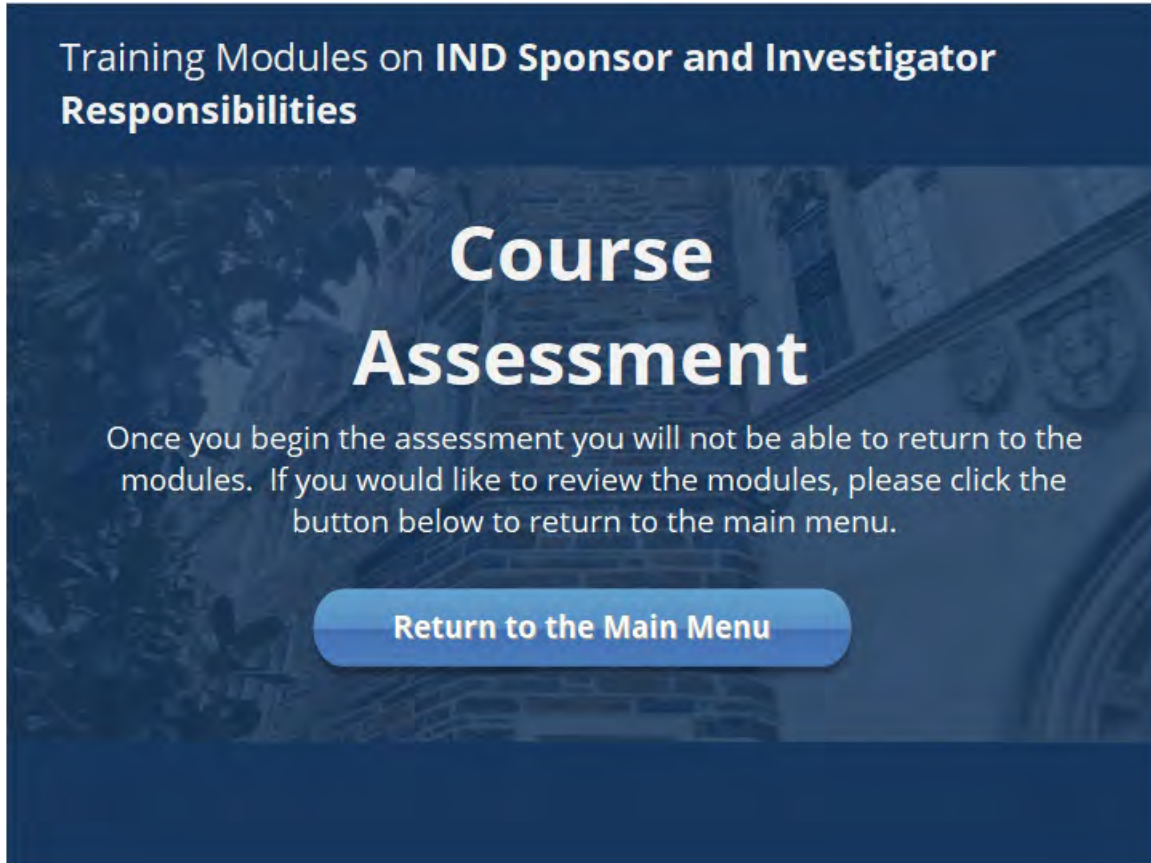 Training Modules on IND Sponsor and Investigator
Responsibilities
Course
Assessment
Once you begin the assessment you will not be able to return to the
modules. If you would like to review the modules, please click the
button below to return to the main menu.
Return to the Main Menu